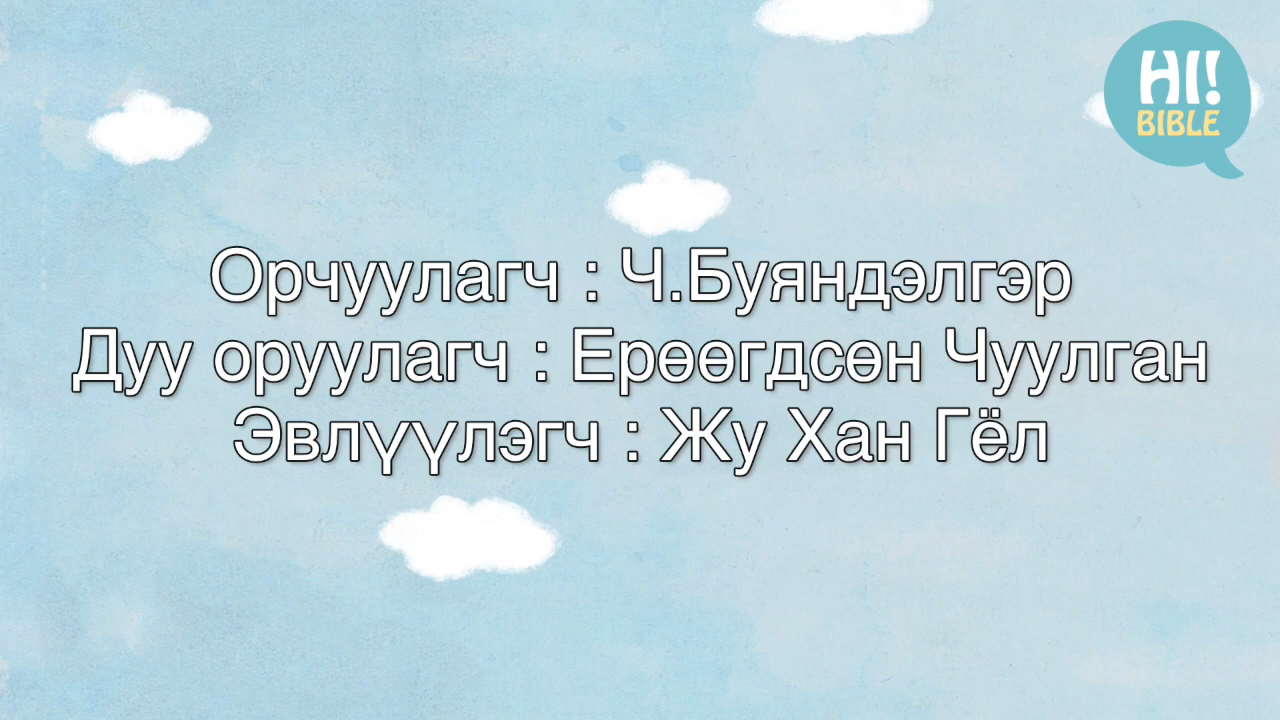 HI!
BIBLE
Орчуулагч : Ч.Буяндэлгэр
Дуу оруулагч : Ерөөгдсөн Чуулган
Эвлүүлэгч : Жу Хан Гёл